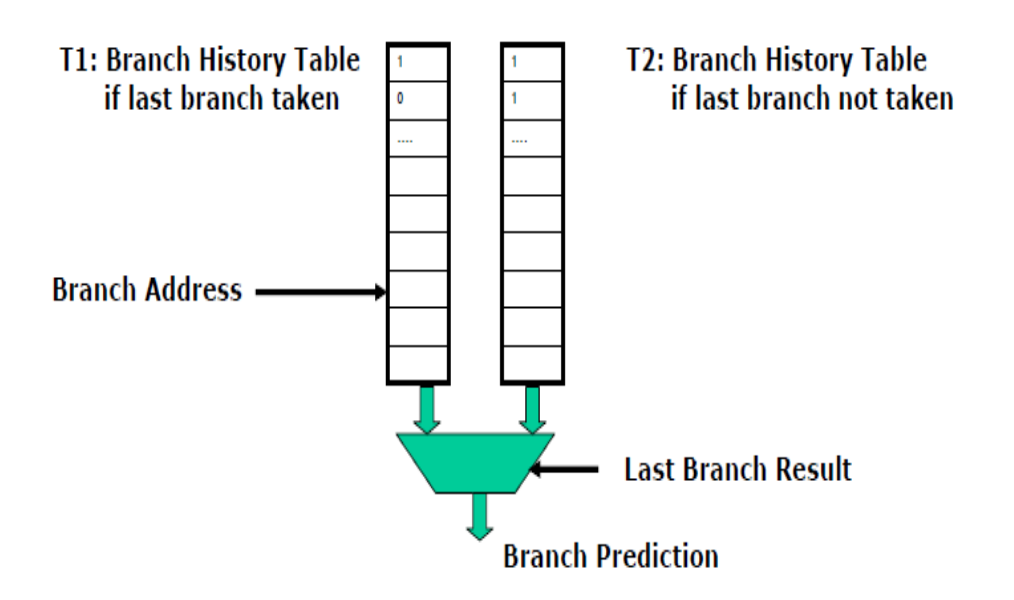 T1: Branch History Table
if last branch taken
1
0
....
1
1
....
T2: Branch History Table
if last branch not taken
Branch Address
Last Branch Result
Branch Prediction